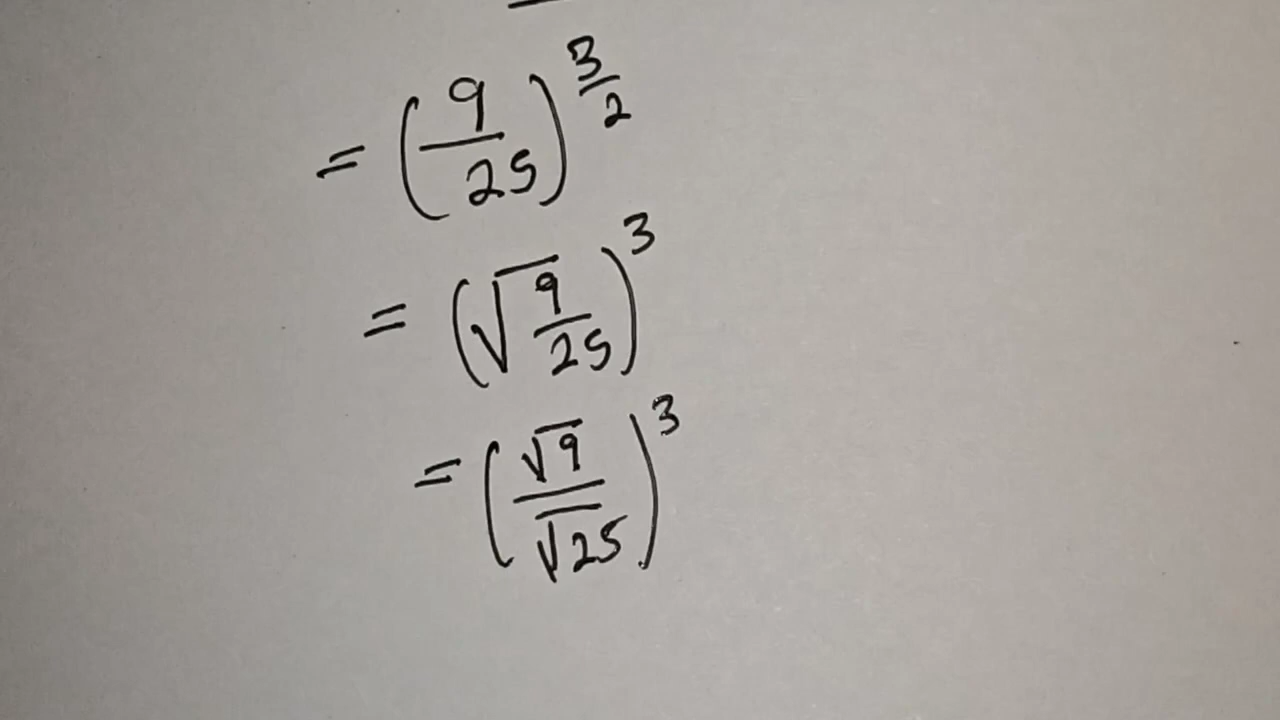 = (9/25)^(3/2)
= (√(9/25))^3
= (√9/√25)^3